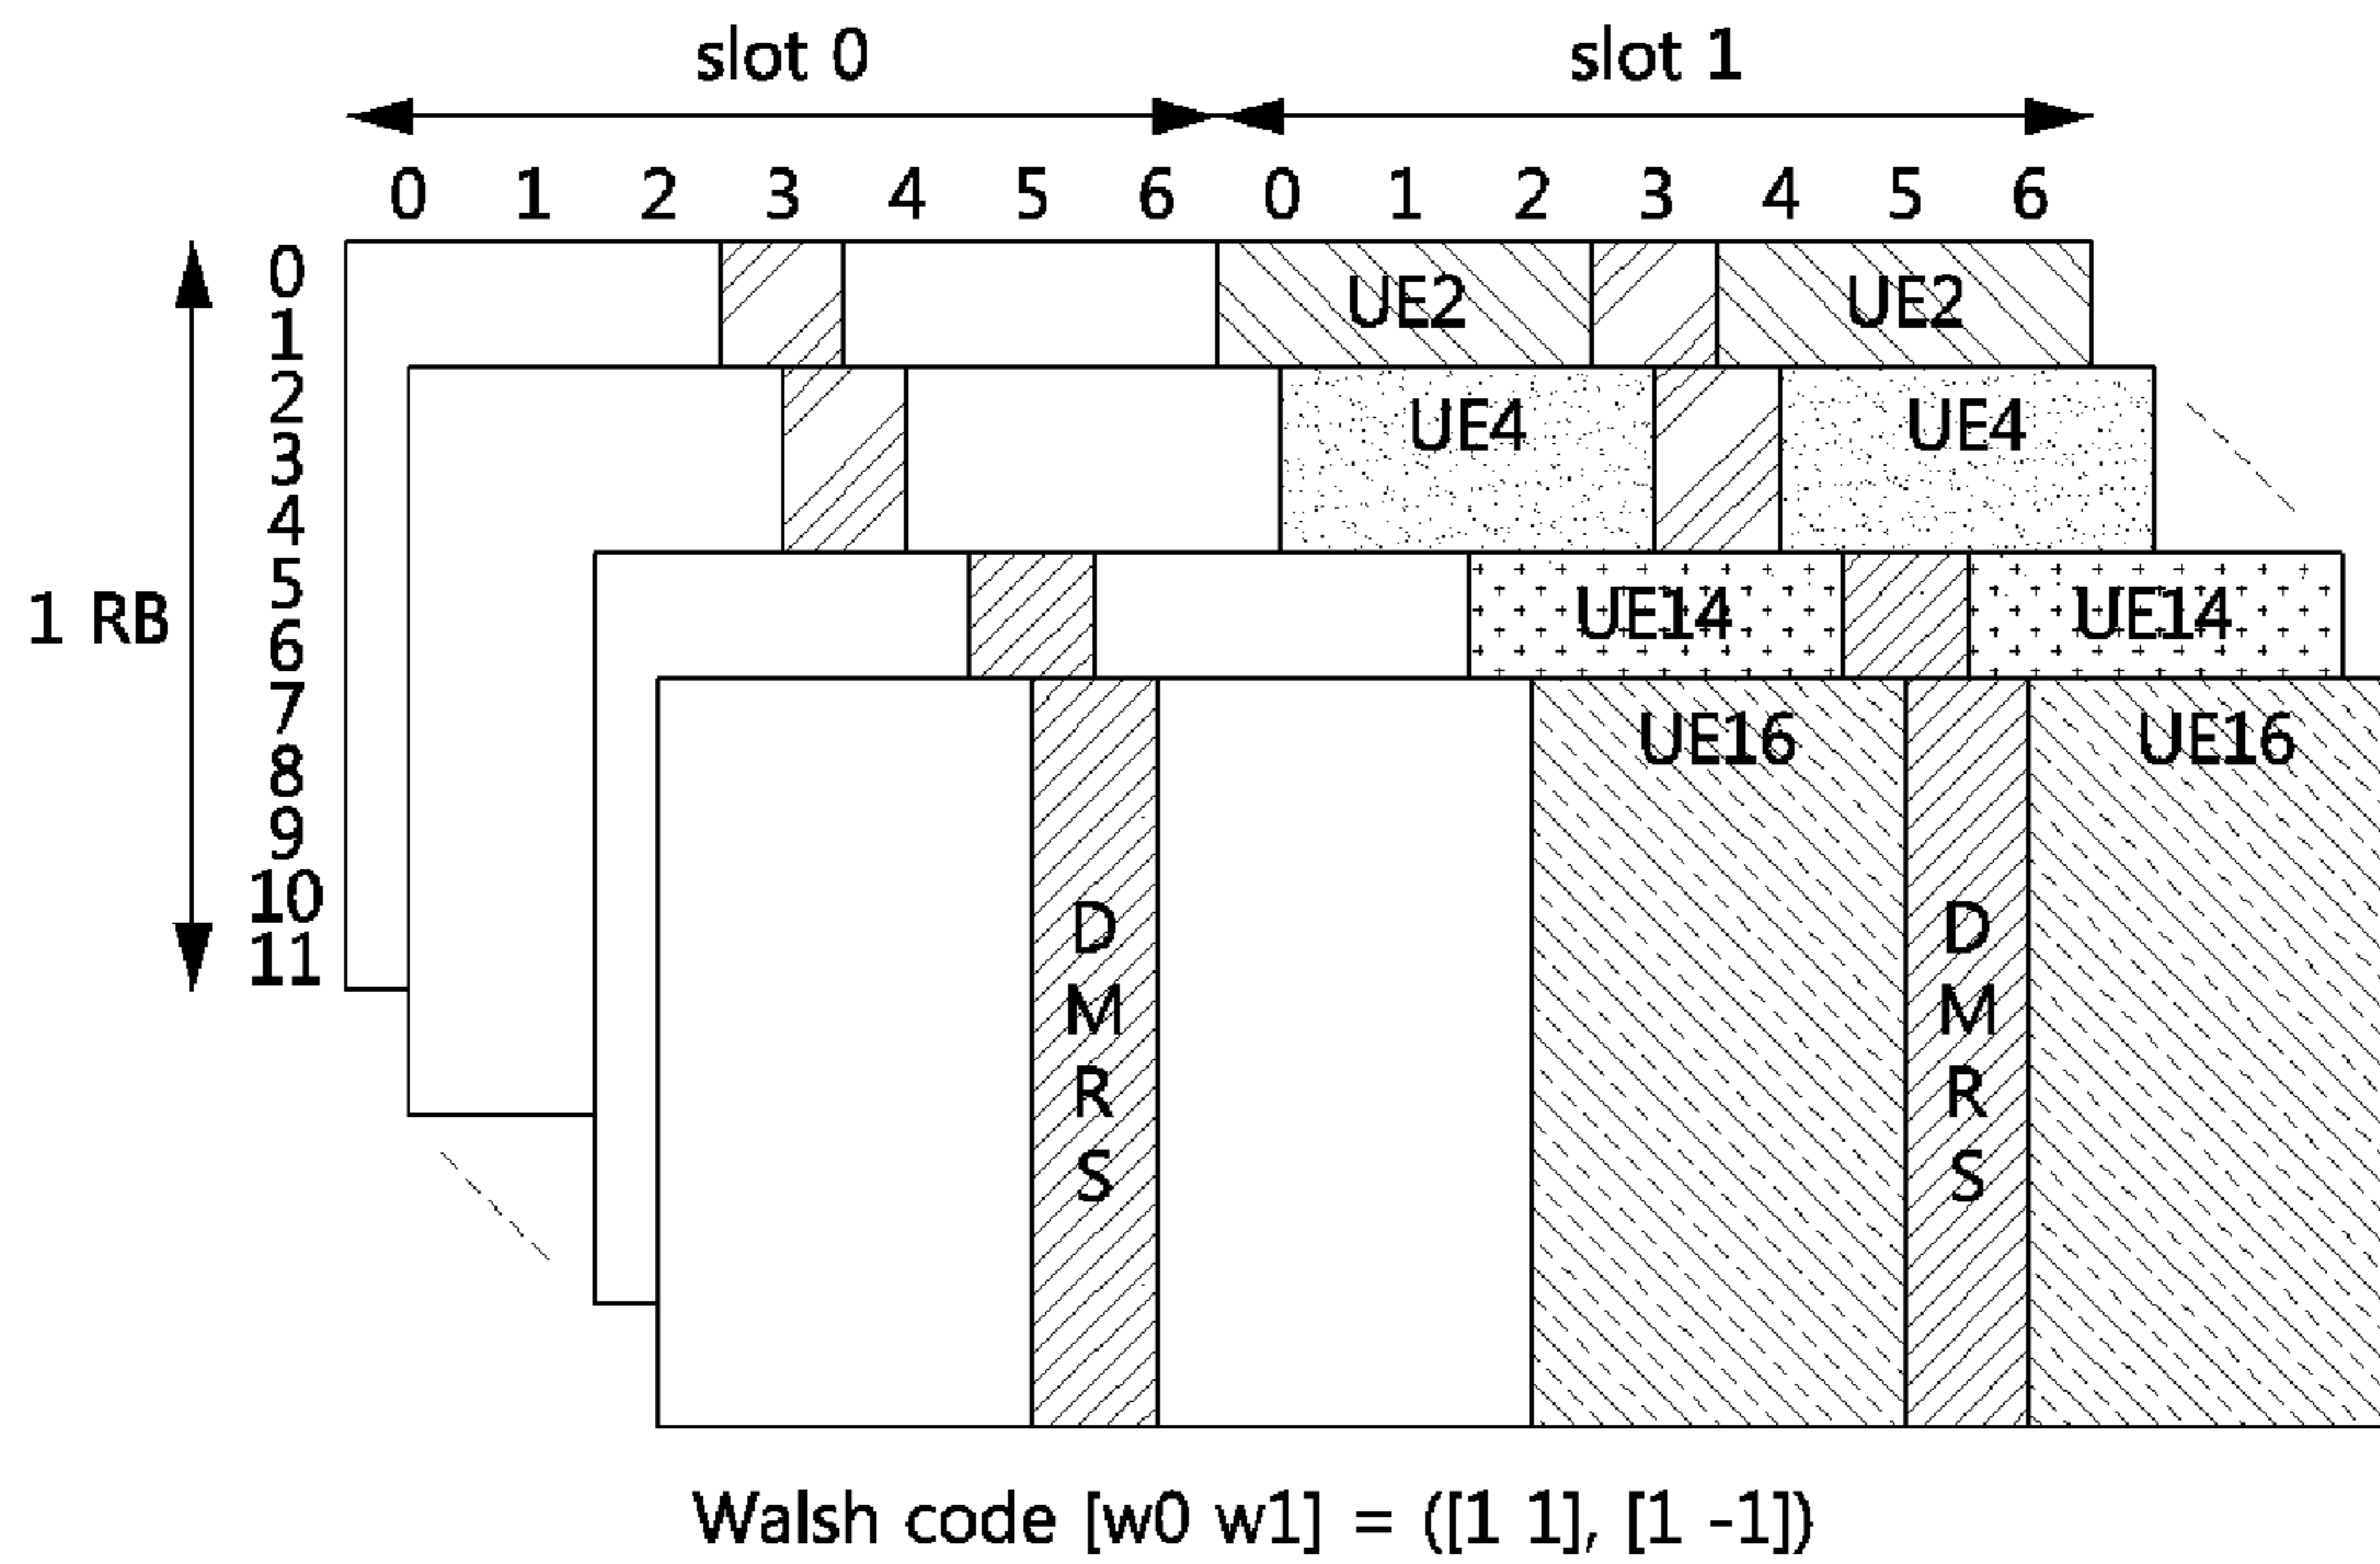 slot 0 slot 1
0 1 2 3 4 5 6 0 1 2 3 4 5 6
0
1
2
3
4
5
6
7
8
9
10
11
1 RB
UE2 UE2
UE4 UE4
UE14 UE14
UE16 UE16
D D
M M
R R
S S
Walsh code [w0 w1] = ([1 1], [1 -1])